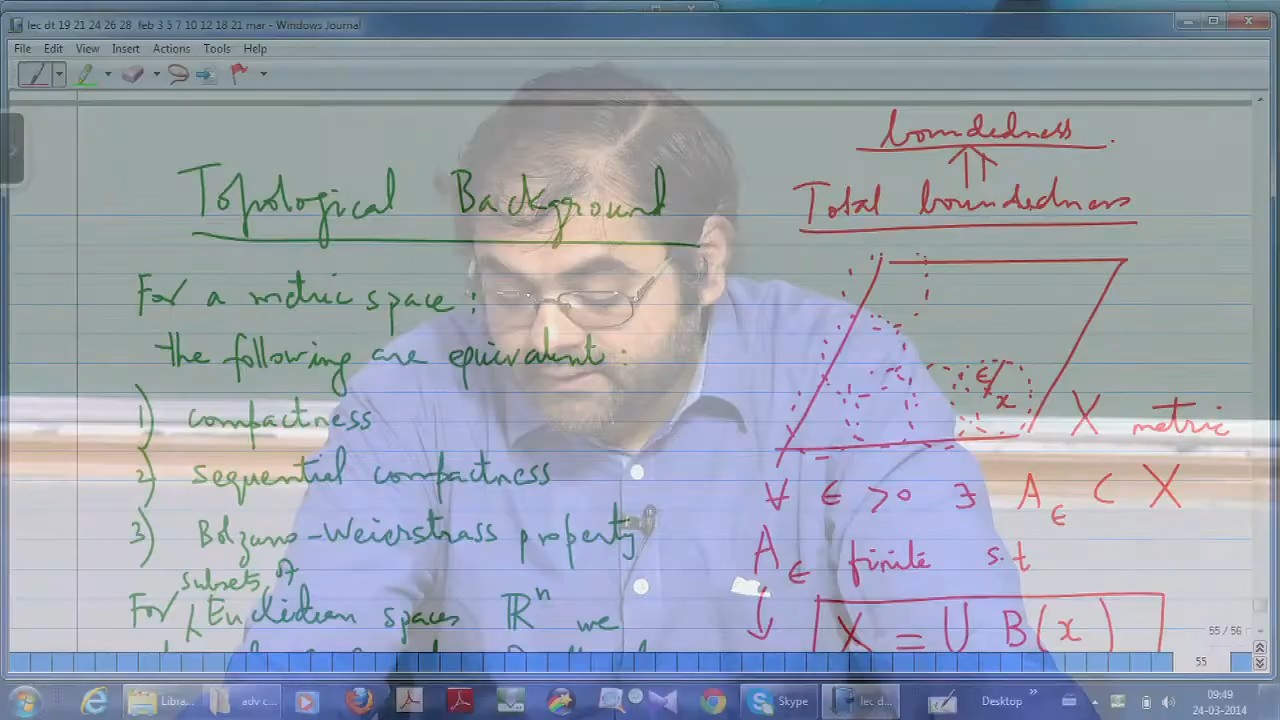 lec dt 19 21 24 26 28 feb 3 5 7 10 12 18 21 mar - Windows Journal
File Edit View Insert Actions Tools Help
Topological Background
For a metric space :
the following are equivalent :
1) compactness
2) sequential compactness
3) Bolzano-Weierstrass property
subsets of
For Euclidean spaces ℝⁿ we
boundedness
⇑
Total boundedness
ε
x
X metric
∀ ε > 0 ∃ A_ε ⊂ X
A_ε finite s.t
↓
X = ∪ B(x)
55 / 56
55
Libra...
adv c...
Skype
lec d...
Desktop
09:49
24-03-2014